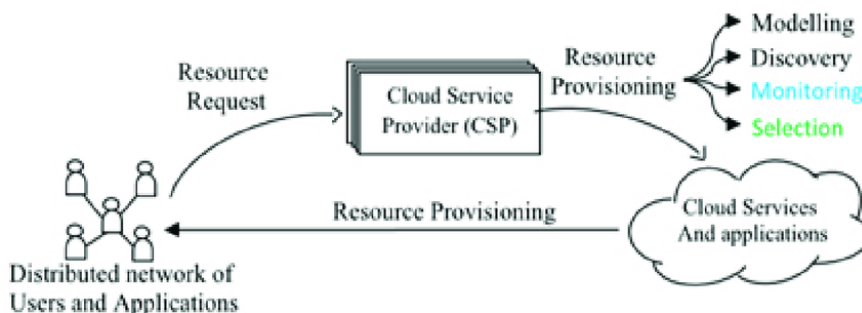 Modelling
Resource
Provisioning
Discovery
Monitoring
Selection
Resource
Request
Cloud Service
Provider (CSP)
Resource Provisioning
Cloud Services
And applications
Distributed network of
Users and Applications